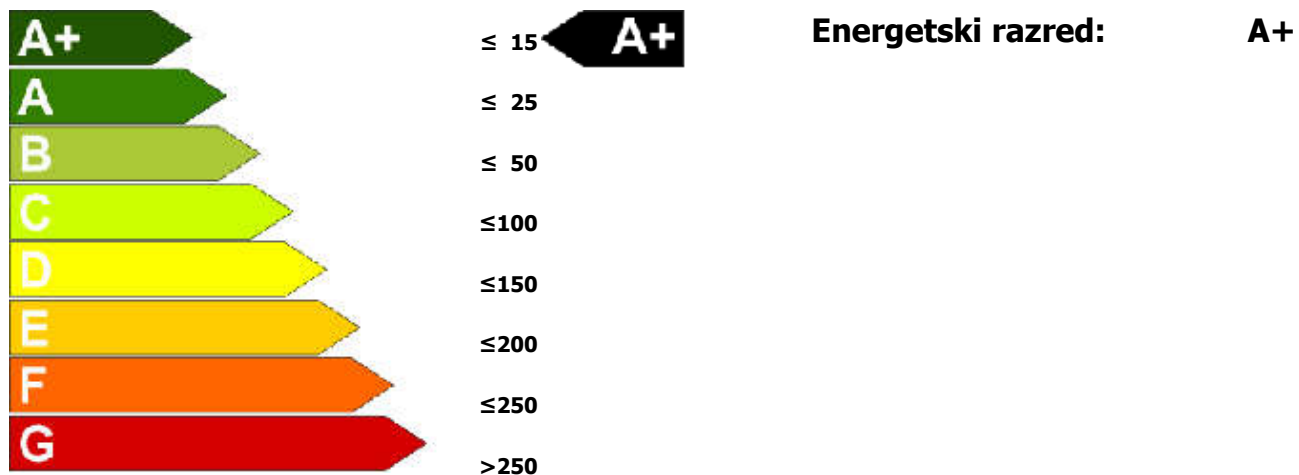 A+ ≤ 15 A+ Energetski razred: A+
A ≤ 25
B ≤ 50
C ≤100
D ≤150
E ≤200
F ≤250
G >250